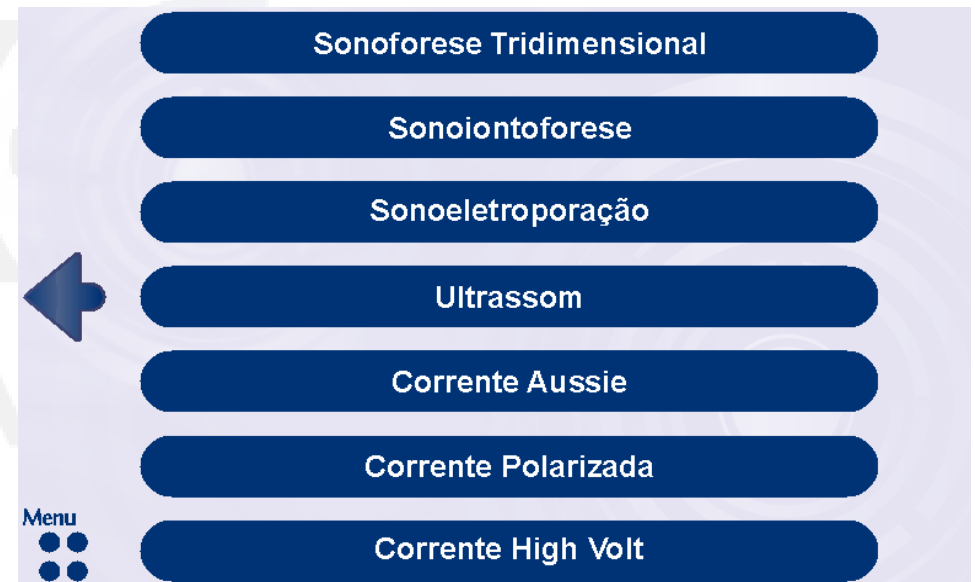 Sonoforese Tridimensional
Sonoiontoforese
Sonoeletroporação
Ultrassom
Corrente Aussie
Corrente Polarizada
Menu
Corrente High Volt